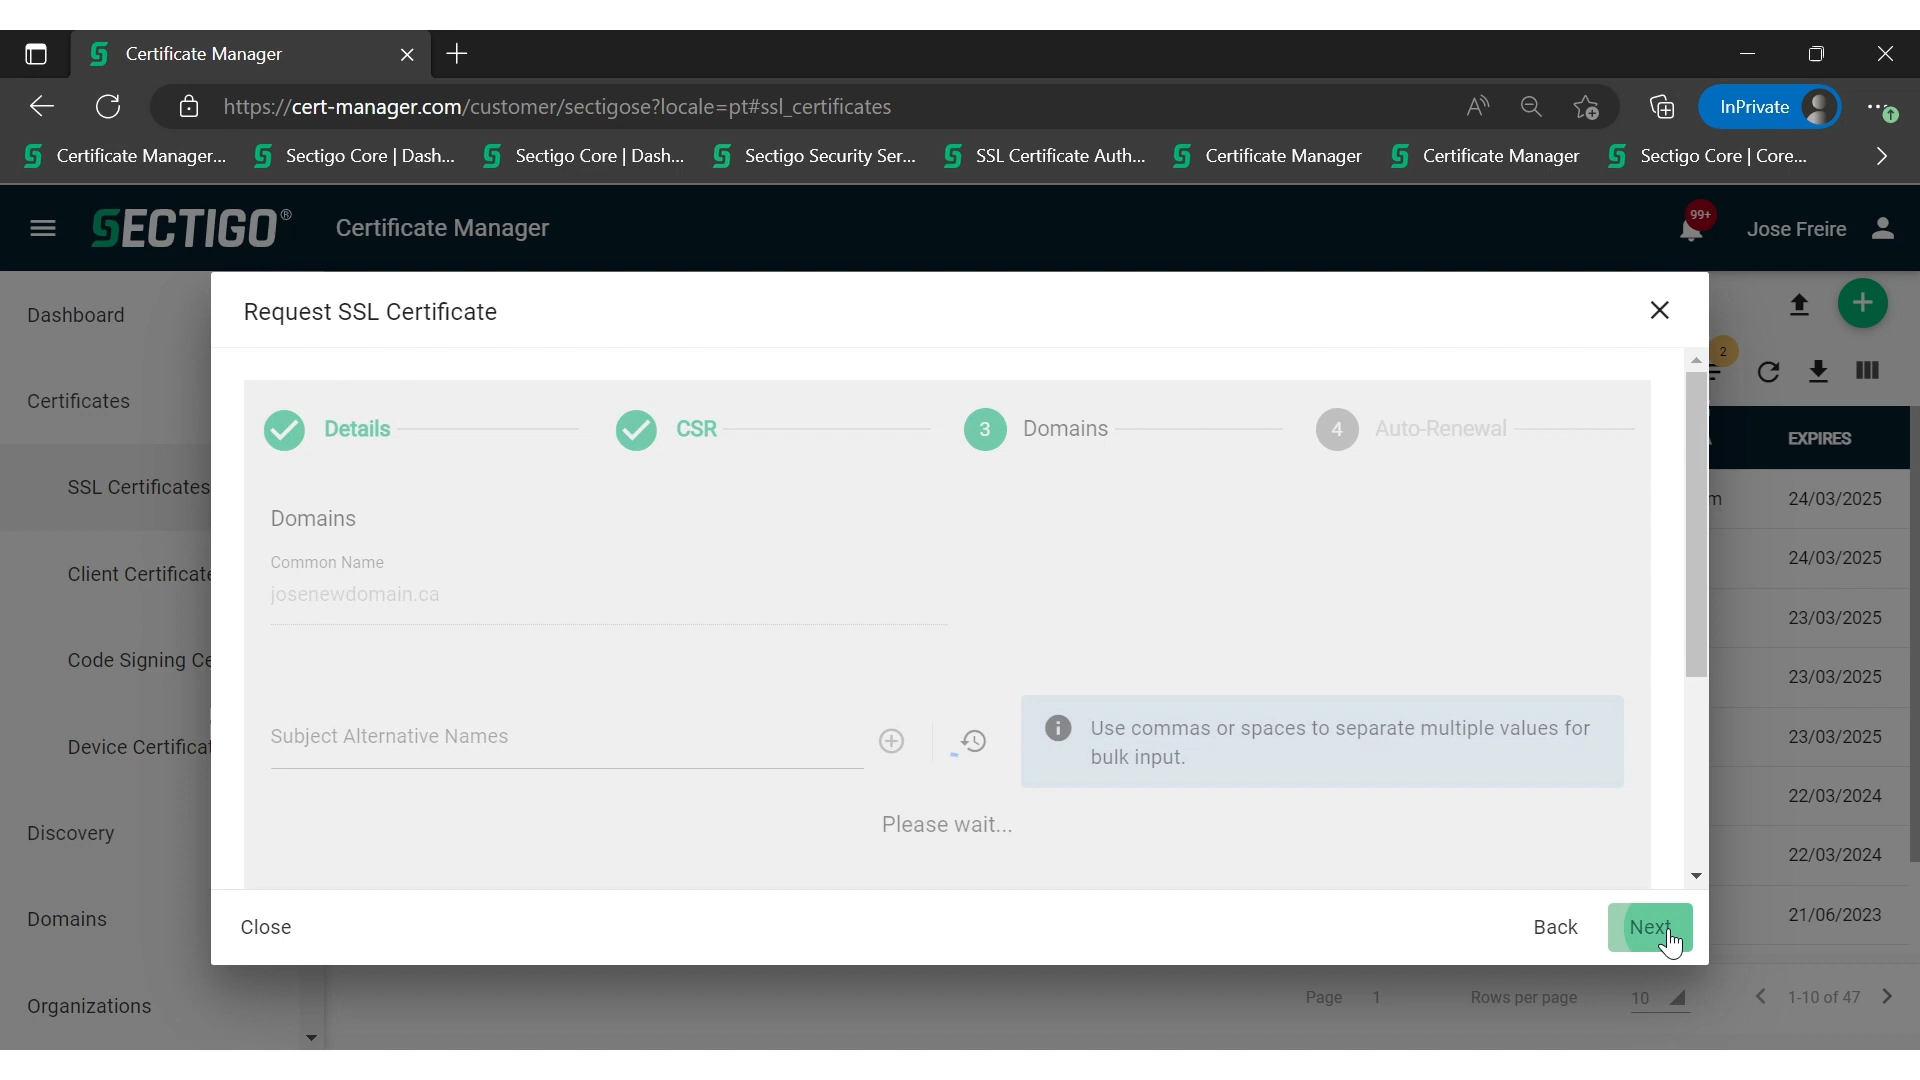 Certificate Manager
https://cert-manager.com/customer/sectigose?locale=pt#ssl_certificates
InPrivate
Certificate Manager...
Sectigo Core | Dash...
Sectigo Core | Dash...
Sectigo Security Ser...
SSL Certificate Auth...
Certificate Manager
Certificate Manager
Sectigo Core | Core...
SECTIGO®
Certificate Manager
99+
Jose Freire
Dashboard
Certificates
SSL Certificates
Client Certificate
Code Signing Ce
Device Certificat
Discovery
Domains
Organizations
Request SSL Certificate
Details
CSR
3 Domains
4 Auto-Renewal
Domains
Common Name
josenewdomain.ca
Subject Alternative Names
Use commas or spaces to separate multiple values for
bulk input.
Please wait...
Close
Back
Next
2
EXPIRES
m
24/03/2025
24/03/2025
23/03/2025
23/03/2025
23/03/2025
22/03/2024
22/03/2024
21/06/2023
Page 1
Rows per page 10
1-10 of 47